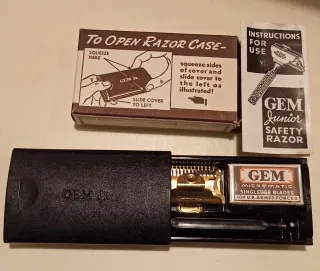 TO OPEN RAZOR CASE-
SQUEEZE
HERE
GEM Jr.
squeeze sides
of cover and
slide cover to
the left as
illustrated!
SLIDE COVER
TO LEFT
INSTRUCTIONS
FOR
USE
GEM
Junior
SAFETY
RAZOR
GEM Jr.
GEM
MICROMATIC
SINGLEDGE BLADES
FOR U.S. ARMED FORCES